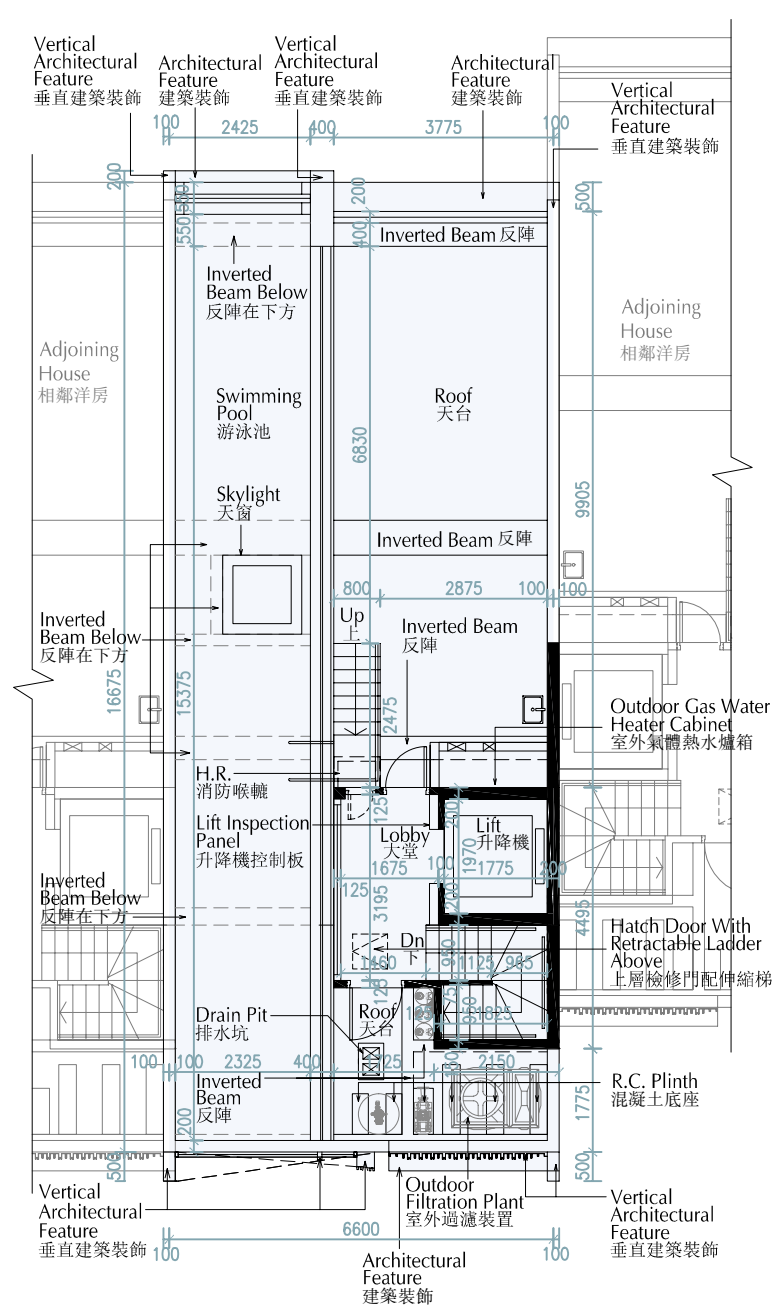 Vertical
Architectural
Feature
垂直建築裝飾
Architectural
Feature
建築裝飾
Vertical
Architectural
Feature
垂直建築裝飾
Architectural
Feature
建築裝飾
Vertical
Architectural
Feature
垂直建築裝飾
100
2425
400
3775
100
200
550
550
200
400
500
Inverted Beam 反陣
Inverted
Beam Below
反陣在下方
Adjoining
House
相鄰洋房
Adjoining
House
相鄰洋房
Swimming
Pool
游泳池
Roof
天台
6830
9905
Skylight
天窗
Inverted Beam 反陣
800
2875
100
100
Up
上
Inverted Beam
反陣
Inverted
Beam Below
反陣在下方
16675
15375
2475
Outdoor Gas Water
Heater Cabinet
室外氣體熱水爐箱
H.R.
消防喉轆
Lift Inspection
Panel
升降機控制板
125
200
Lobby
大堂
Lift
升降機
1970
1675
100
1775
200
125
3195
200
4495
Inverted
Beam Below
反陣在下方
Dn
下
950
1460
1125
965
125
Hatch Door With
Retractable Ladder
Above
上層檢修門配伸縮梯
75
950
1825
Drain Pit
排水坑
Roof
天台
100
100
2325
400
2150
Inverted
Beam
反陣
R.C. Plinth
混凝土底座
1775
200
500
500
Vertical
Architectural
Feature
垂直建築裝飾
Outdoor
Filtration Plant
室外過濾裝置
Vertical
Architectural
Feature
垂直建築裝飾
6600
100
100
Architectural
Feature
建築裝飾